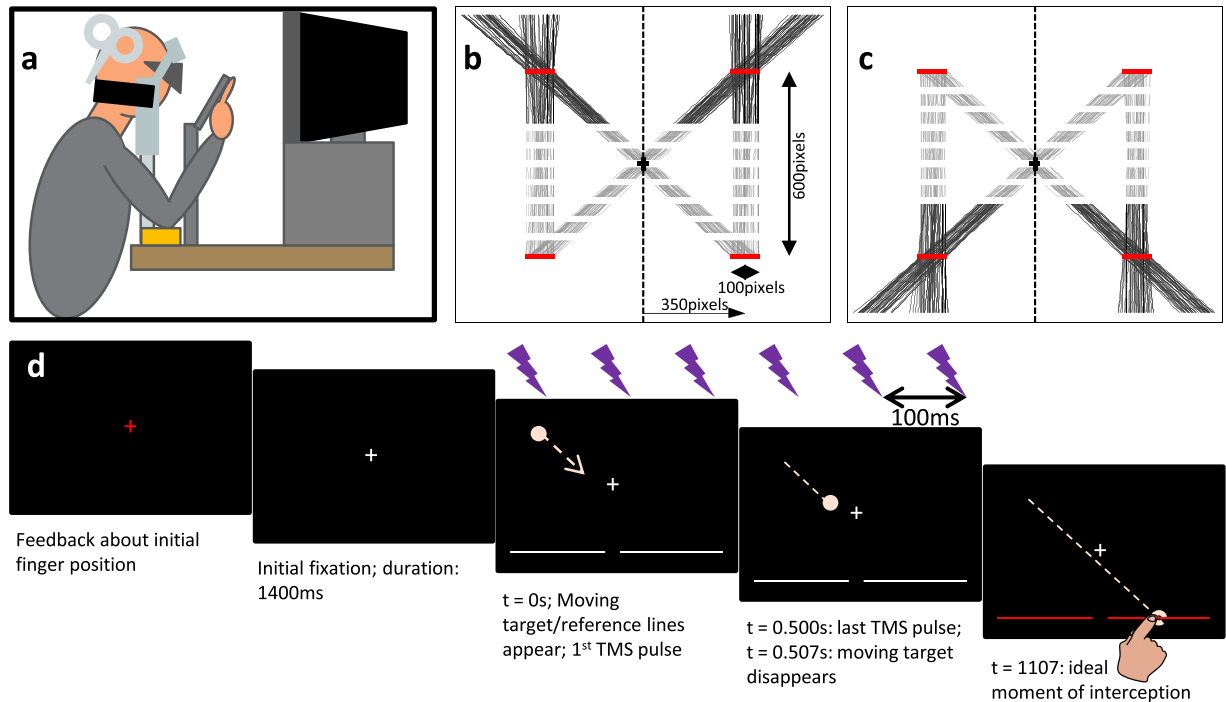 a
b
600pixels
100pixels
350pixels
c
d
100ms
Feedback about initial
finger position
Initial fixation; duration:
1400ms
t = 0s; Moving
target/reference lines
appear; 1st TMS pulse
t = 0.500s: last TMS pulse;
t = 0.507s: moving target
disappears
t = 1107: ideal
moment of interception